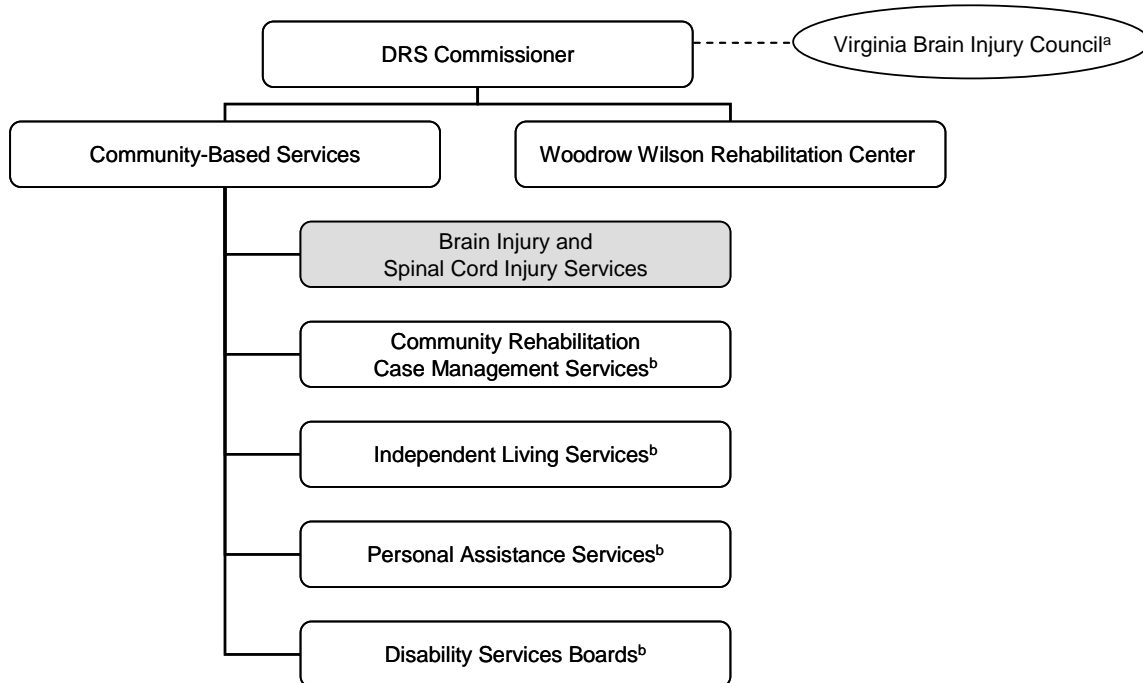 DRS Commissioner
Virginia Brain Injury Councilᵃ
Community-Based Services
Woodrow Wilson Rehabilitation Center
Brain Injury and
Spinal Cord Injury Services
Community Rehabilitation
Case Management Servicesᵇ
Independent Living Servicesᵇ
Personal Assistance Servicesᵇ
Disability Services Boardsᵇ